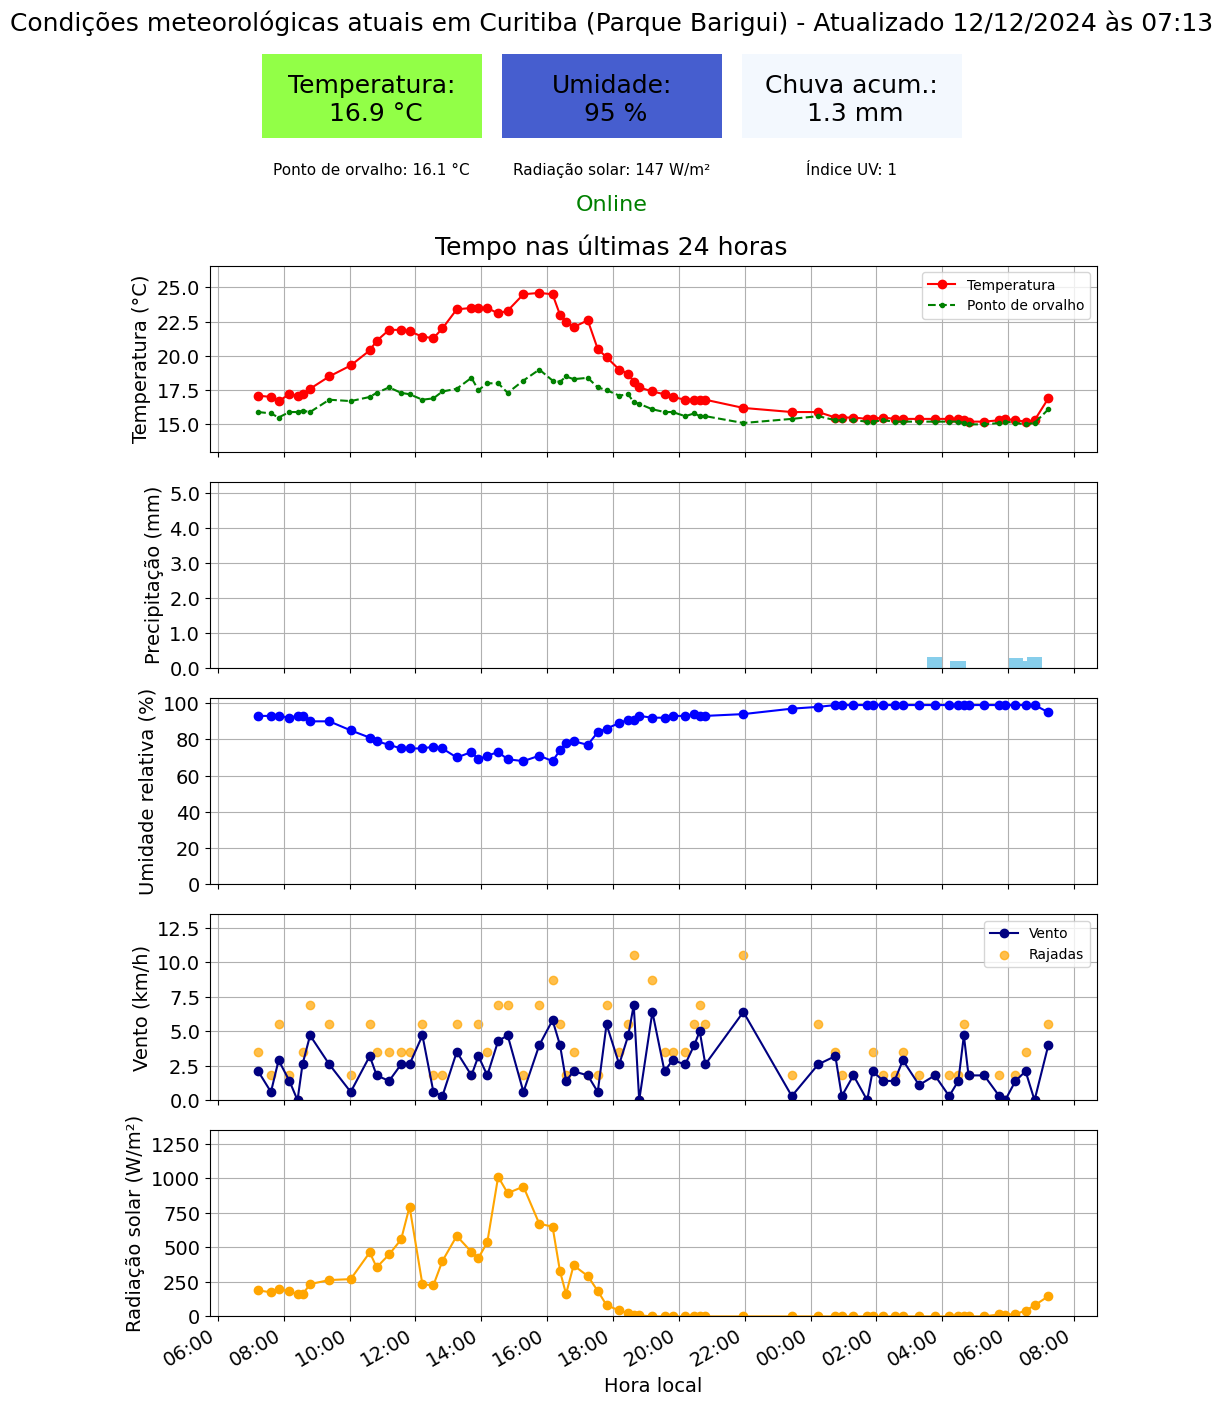 Condições meteorológicas atuais em Curitiba (Parque Barigui) - Atualizado 12/12/2024 às 07:13
Temperatura:
16.9 °C
Umidade:
95 %
Chuva acum.:
1.3 mm
Ponto de orvalho: 16.1 °C
Radiação solar: 147 W/m²
Índice UV: 1
Online
Tempo nas últimas 24 horas
Temperatura (°C)
25.0
22.5
20.0
17.5
15.0
Temperatura
Ponto de orvalho
Precipitação (mm)
5.0
4.0
3.0
2.0
1.0
0.0
Umidade relativa (%)
100
80
60
40
20
0
Vento (km/h)
12.5
10.0
7.5
5.0
2.5
0.0
Vento
Rajadas
Radiação solar (W/m²)
1250
1000
750
500
250
0
06:00
08:00
10:00
12:00
14:00
16:00
18:00
20:00
22:00
00:00
02:00
04:00
06:00
08:00
Hora local